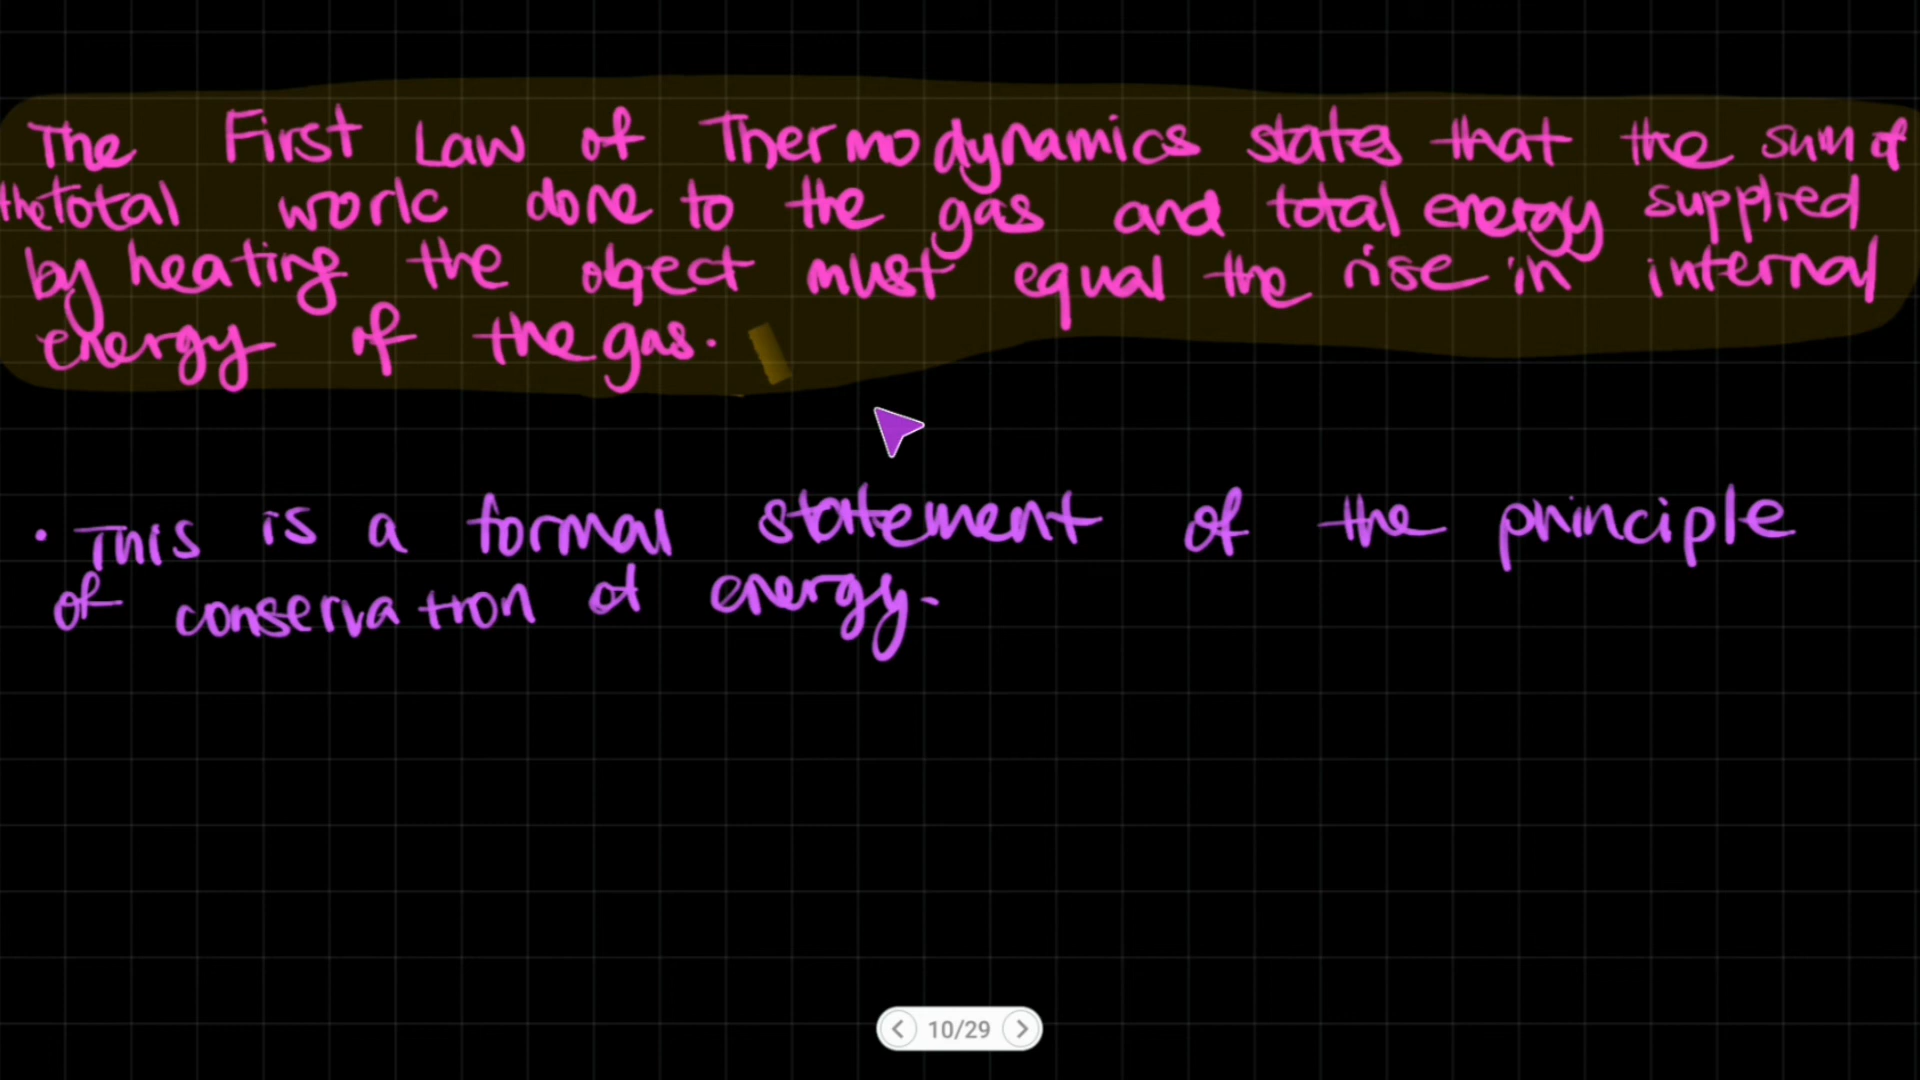 The First Law of Thermodynamics states that the sum of
the Total work done to the gas and total energy supplied
by heating the object must equal the rise in internal
energy of the gas.
. This is a formal statement of the principle
of conservation of energy.
10/29